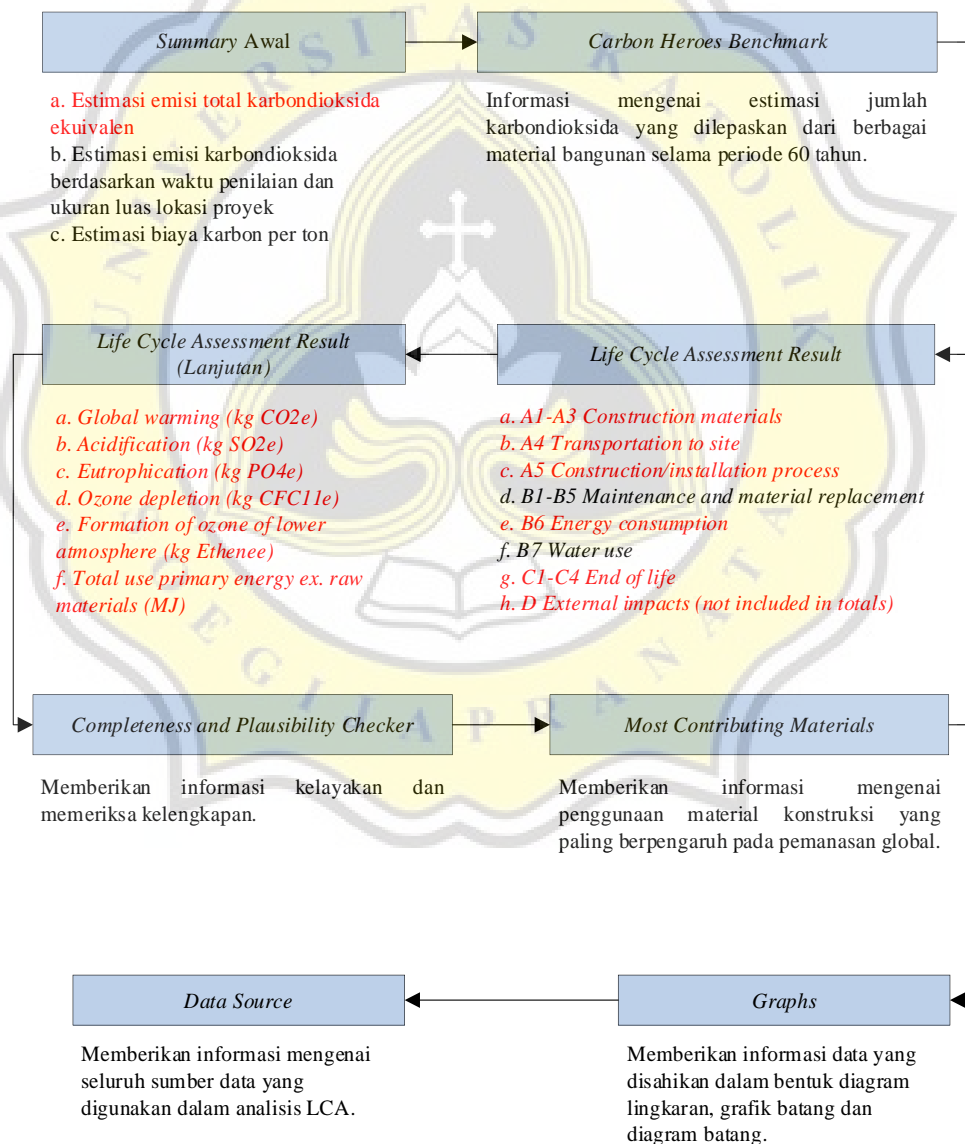 Summary Awal
Carbon Heroes Benchmark
a. Estimasi emisi total karbondioksida
ekuivalen
b. Estimasi emisi karbondioksida
berdasarkan waktu penilaian dan
ukuran luas lokasi proyek
c. Estimasi biaya karbon per ton
Informasi mengenai estimasi jumlah
karbondioksida yang dilepaskan dari berbagai
material bangunan selama periode 60 tahun.
Life Cycle Assessment Result
Life Cycle Assessment Result
(Lanjutan)
a. A1-A3 Construction materials
b. A4 Transportation to site
c. A5 Construction/installation process
d. B1-B5 Maintenance and material replacement
e. B6 Energy consumption
f. B7 Water use
g. C1-C4 End of life
h. D External impacts (not included in totals)
a. Global warming (kg CO2e)
b. Acidification (kg SO2e)
c. Eutrophication (kg PO4e)
d. Ozone depletion (kg CFC11e)
e. Formation of ozone of lower
atmosphere (kg Ethenee)
f. Total use primary energy ex. raw
materials (MJ)
Completeness and Plausibility Checker
Most Contributing Materials
Memberikan informasi kelayakan dan
memeriksa kelengkapan.
Memberikan informasi mengenai
penggunaan material konstruksi yang
paling berpengaruh pada pemanasan global.
Graphs
Data Source
Memberikan informasi data yang
disahikan dalam bentuk diagram
lingkaran, grafik batang dan
diagram batang.
Memberikan informasi mengenai
seluruh sumber data yang
digunakan dalam analisis LCA.
UNIVERSITAS KATOLIK
SOEGIJAPRANATA